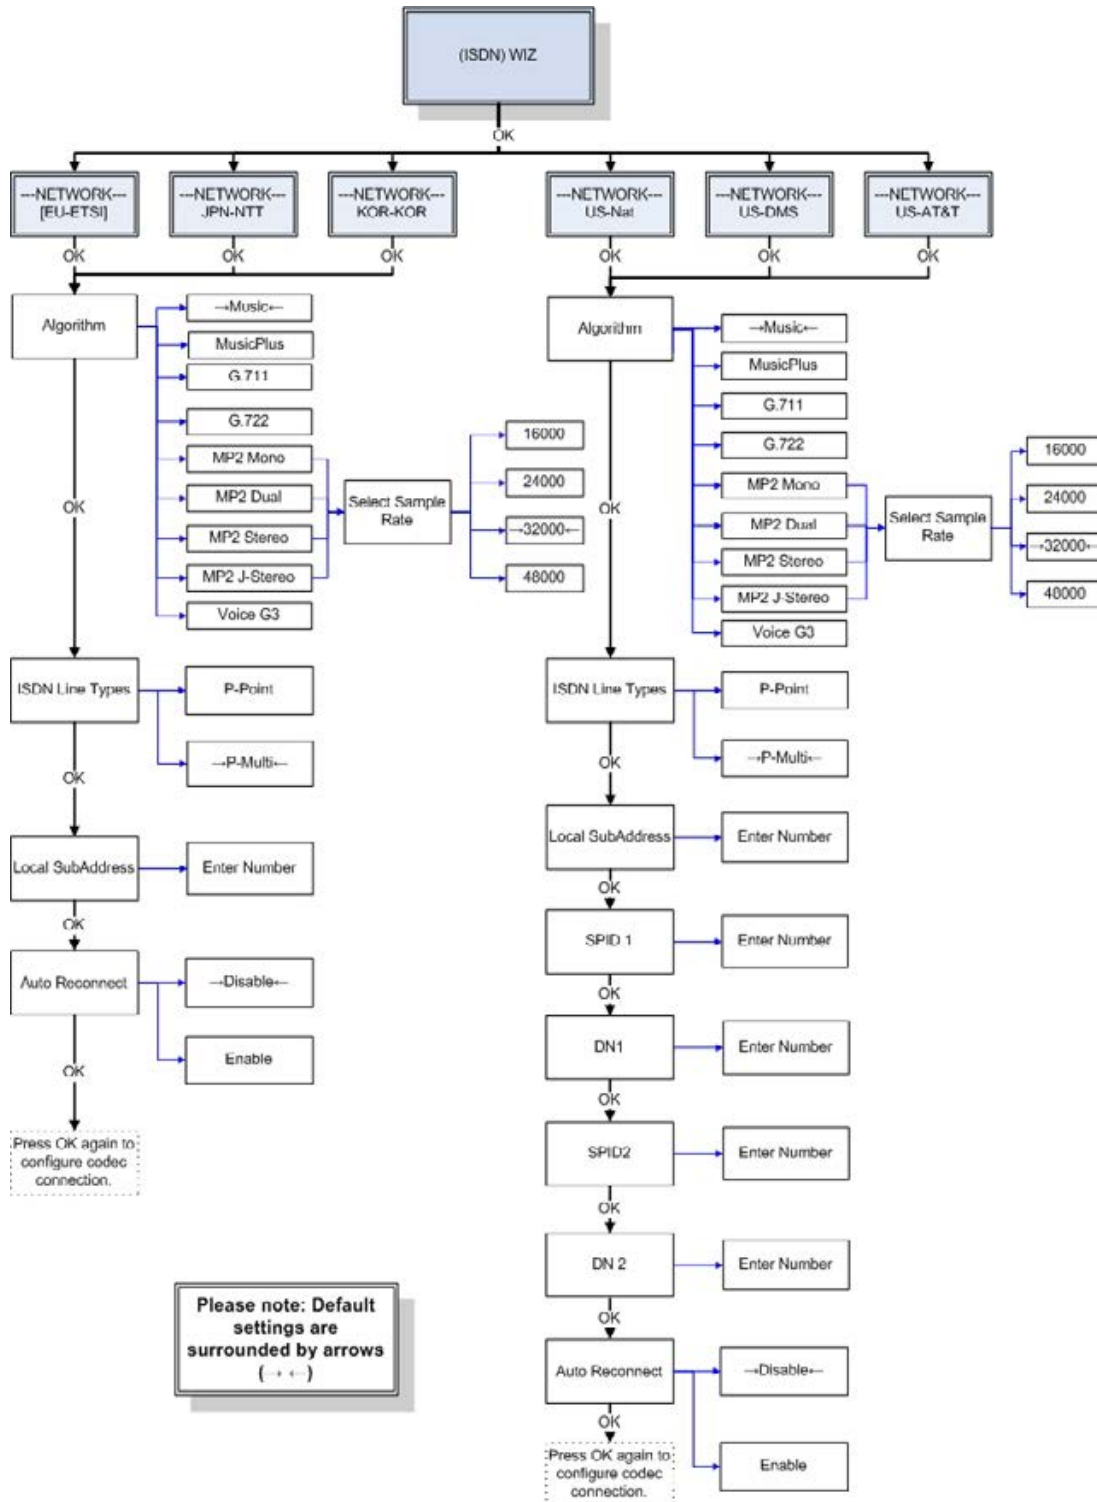 (ISDN) WIZ
OK
---NETWORK---
[EU-ETSI]
---NETWORK---
JPN-NTT
---NETWORK---
KOR-KOR
---NETWORK---
US-Nat
---NETWORK---
US-DMS
---NETWORK---
US-AT&T
OK
OK
OK
OK
OK
OK
Algorithm
→Music←
MusicPlus
G.711
G.722
MP2 Mono
MP2 Dual
MP2 Stereo
MP2 J-Stereo
Voice G3
Select Sample
Rate
16000
24000
→32000←
48000
OK
ISDN Line Types
P-Point
→P-Multi←
OK
Local SubAddress
Enter Number
OK
Auto Reconnect
→Disable←
Enable
OK
Press OK again to
configure codec
connection.
Algorithm
→Music←
MusicPlus
G.711
G.722
MP2 Mono
MP2 Dual
MP2 Stereo
MP2 J-Stereo
Voice G3
Select Sample
Rate
16000
24000
→32000←
48000
OK
ISDN Line Types
P-Point
→P-Multi←
OK
Local SubAddress
Enter Number
OK
SPID 1
Enter Number
OK
DN1
Enter Number
OK
SPID2
Enter Number
OK
DN 2
Enter Number
OK
Auto Reconnect
→Disable←
Enable
OK
Press OK again to
configure codec
connection.
Please note: Default
settings are
surrounded by arrows
(→ ←)